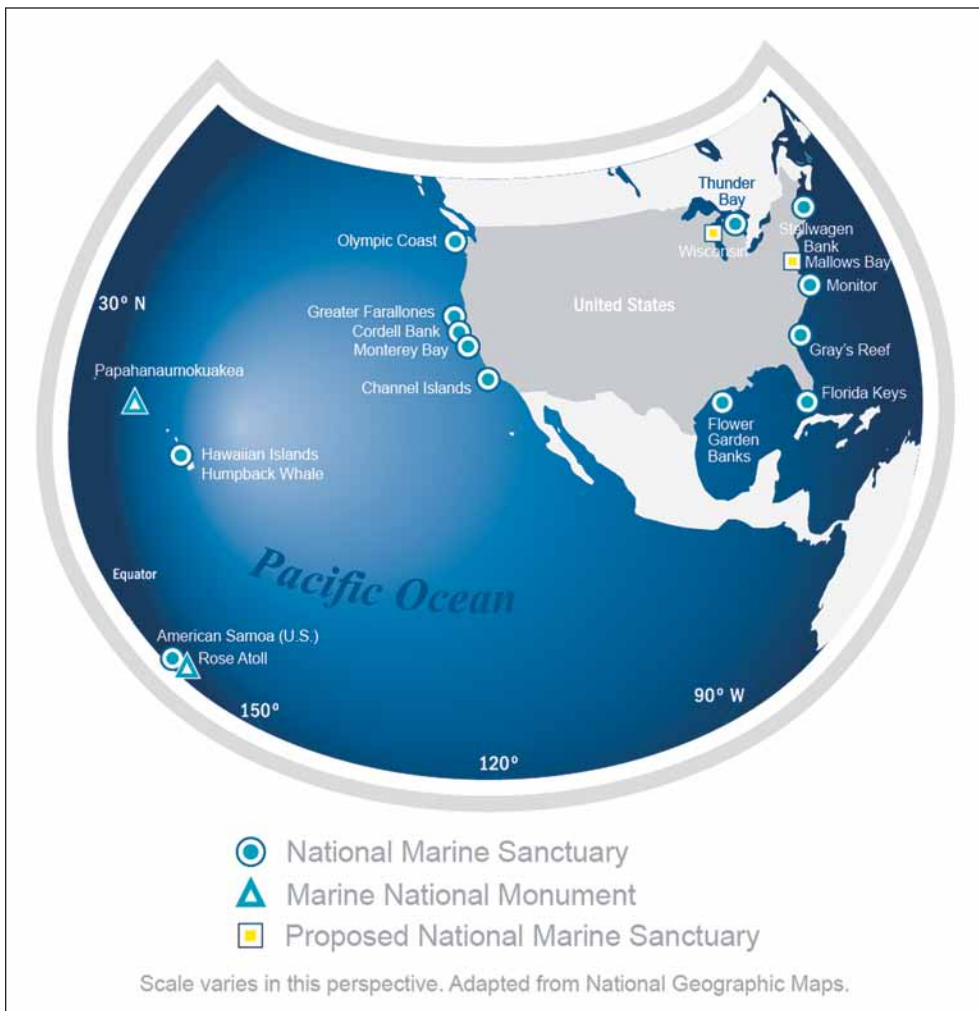 Thunder
Bay
Olympic Coast
Wisconsin
Stellwagen
Bank
Mallows Bay
30° N
United States
Monitor
Greater Farallones
Cordell Bank
Monterey Bay
Gray's Reef
Papahanaumokuakea
Channel Islands
Florida Keys
Flower
Garden
Banks
Hawaiian Islands
Humpback Whale
Pacific Ocean
Equator
American Samoa (U.S.)
Rose Atoll
150°
90° W
120°
National Marine Sanctuary
Marine National Monument
Proposed National Marine Sanctuary
Scale varies in this perspective. Adapted from National Geographic Maps.